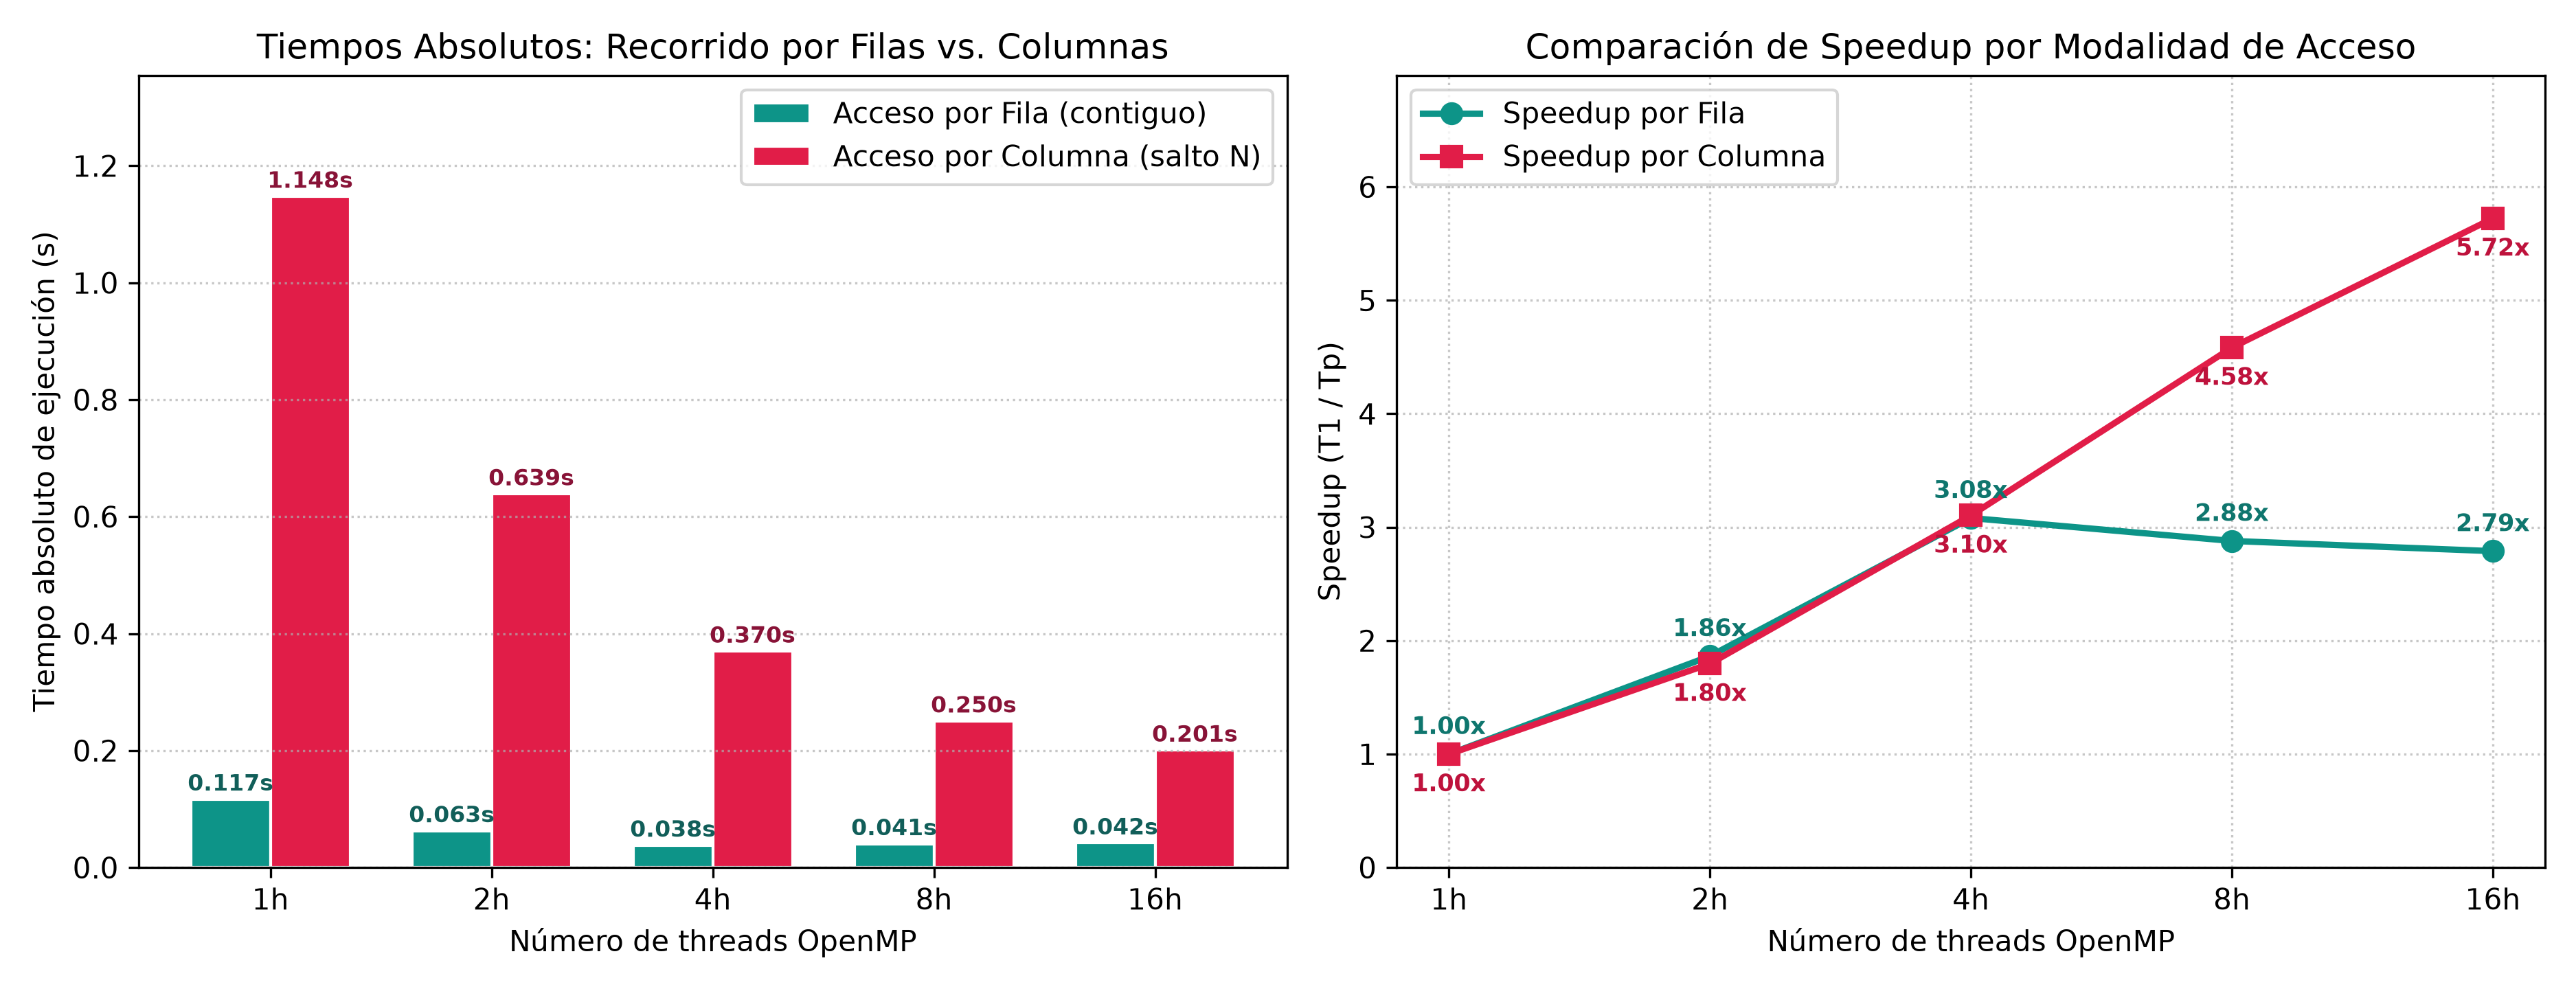 Tiempos Absolutos: Recorrido por Filas vs. Columnas
Acceso por Fila (contiguo)
Acceso por Columna (salto N)
Tiempo absoluto de ejecución (s)
1.2
1.0
0.8
0.6
0.4
0.2
0.0
0.117s
1.148s
0.063s
0.639s
0.038s
0.370s
0.041s
0.250s
0.042s
0.201s
1h 2h 4h 8h 16h
Número de threads OpenMP
Comparación de Speedup por Modalidad de Acceso
Speedup por Fila
Speedup por Columna
Speedup (T1 / Tp)
6
5
4
3
2
1
0
1.00x
1.00x
1.86x
1.80x
3.08x
3.10x
2.88x
4.58x
2.79x
5.72x
1h 2h 4h 8h 16h
Número de threads OpenMP